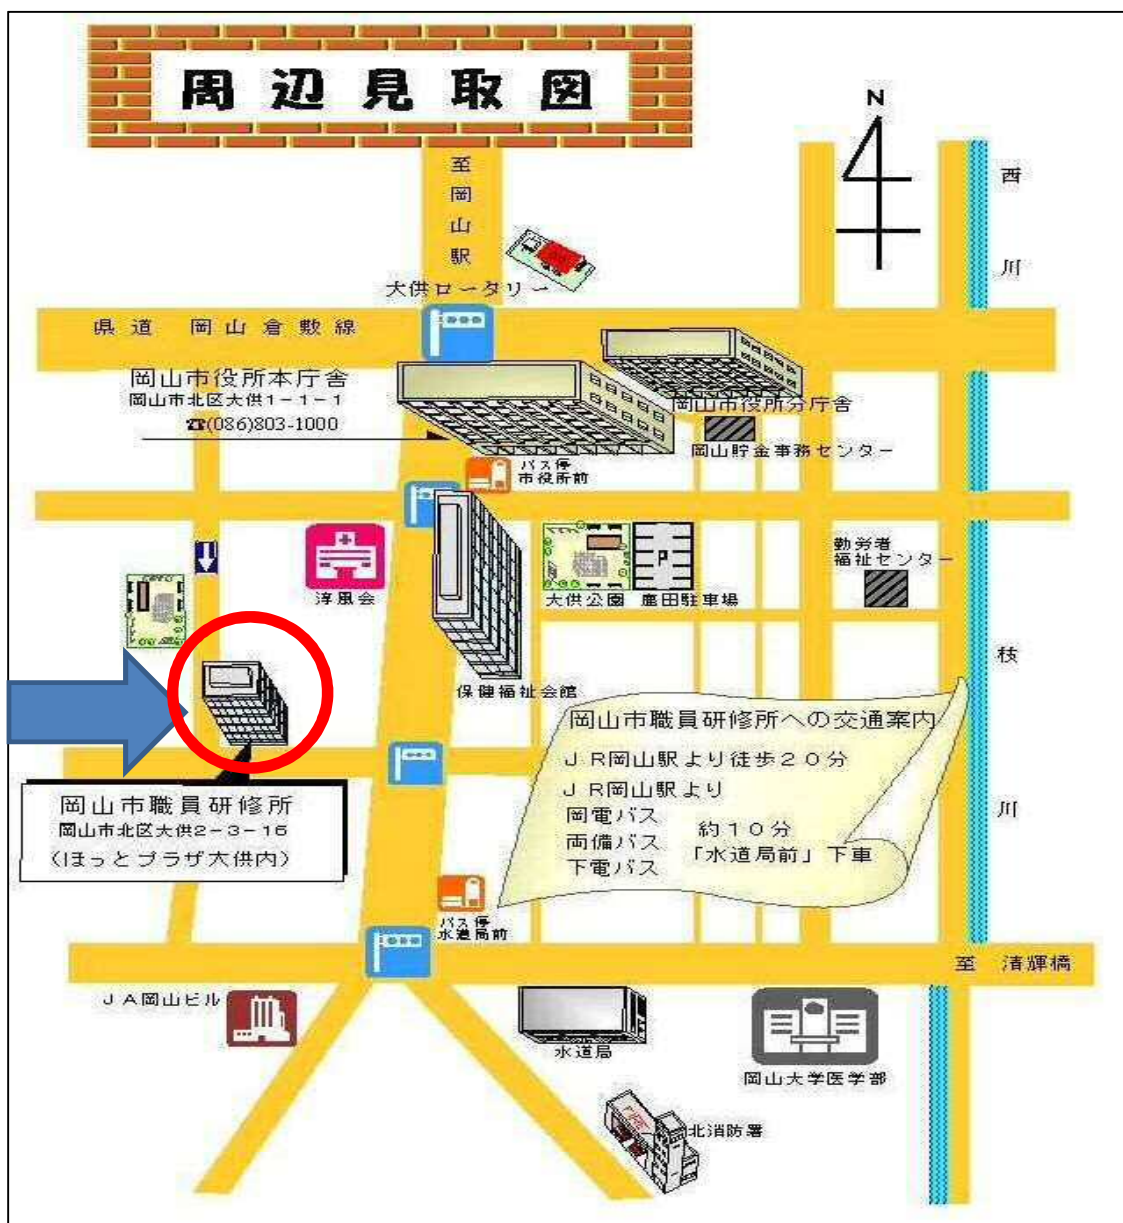 周辺見取図
N
至岡山駅
西川
大供ロータリー
県道 岡山倉敷線
岡山市役所本庁舎
岡山市北区大供1-1-1
☎(086)803-1000
岡山市役所分庁舎
岡山貯金事務センター
バス停
市役所前
淳風会
大供公園
P
鹿田駐車場
勤労者
福祉センター
保健福祉会館
枝川
岡山市職員研修所への交通案内
JR岡山駅より徒歩20分
JR岡山駅より
岡電バス
両備バス
下電バス
約10分
「水道局前」下車
岡山市職員研修所
岡山市北区大供2-3-16
(ほっとプラザ大供内)
バス停
水道局前
至 清輝橋
JA岡山ビル
水道局
岡山大学医学部
FIRE
北消防署